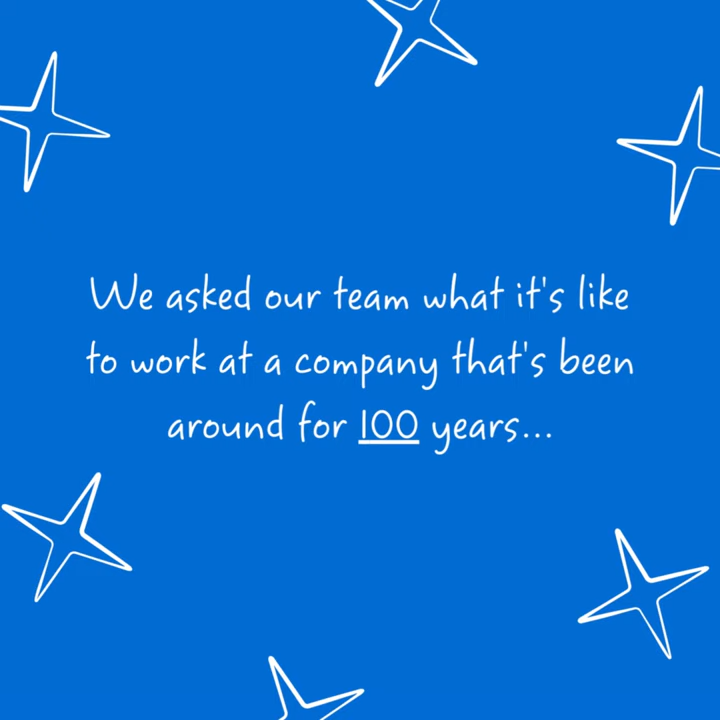 We asked our team what it's like
to work at a company that's been
around for 100 years...